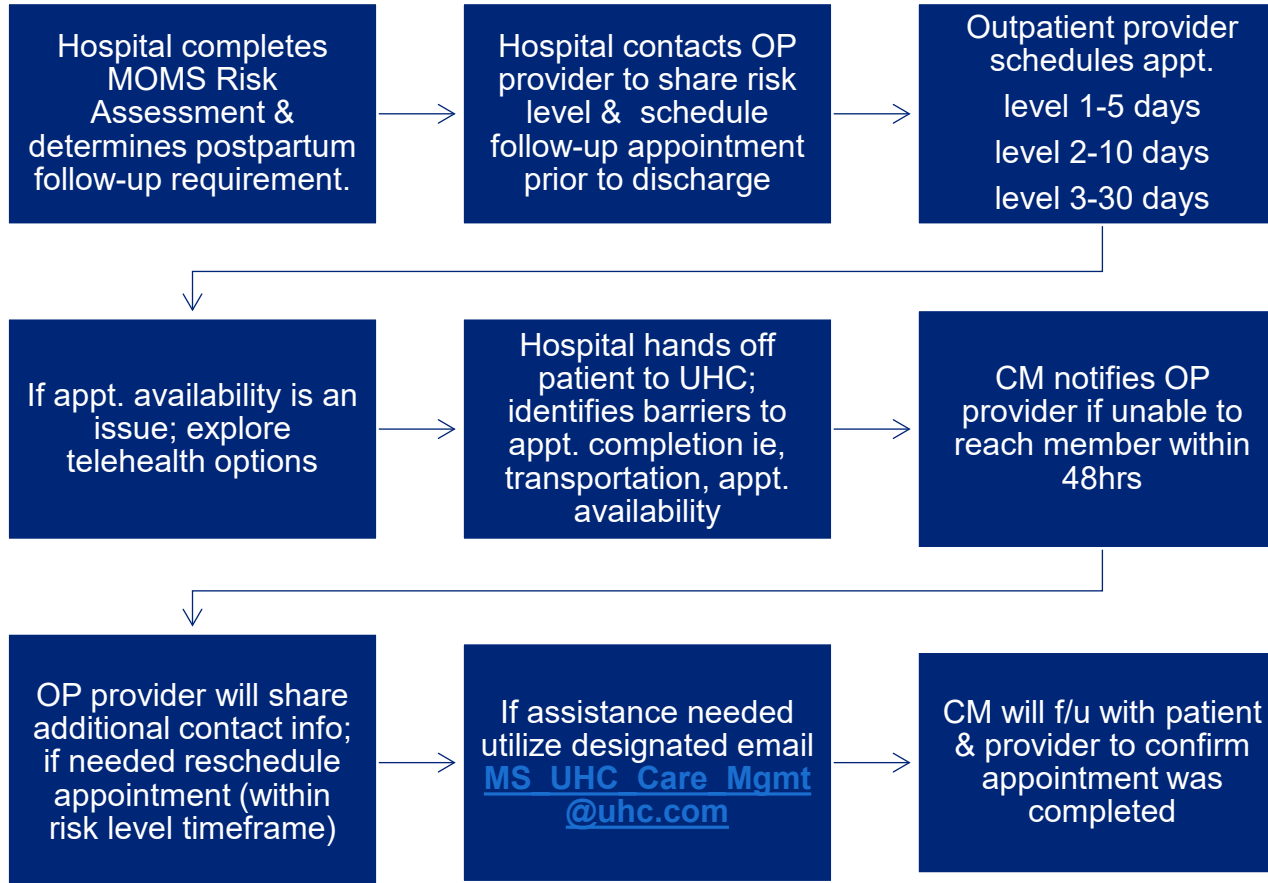 Hospital completes
MOMS Risk
Assessment &
determines postpartum
follow-up requirement.
Hospital contacts OP
provider to share risk
level & schedule
follow-up appointment
prior to discharge
Outpatient provider
schedules appt.
level 1-5 days
level 2-10 days
level 3-30 days
If appt. availability is an
issue; explore
telehealth options
Hospital hands off
patient to UHC;
identifies barriers to
appt. completion ie,
transportation, appt.
availability
CM notifies OP
provider if unable to
reach member within
48hrs
OP provider will share
additional contact info;
if needed reschedule
appointment (within
risk level timeframe)
If assistance needed
utilize designated email
MS_UHC_Care_Mgmt
@uhc.com
CM will f/u with patient
& provider to confirm
appointment was
completed